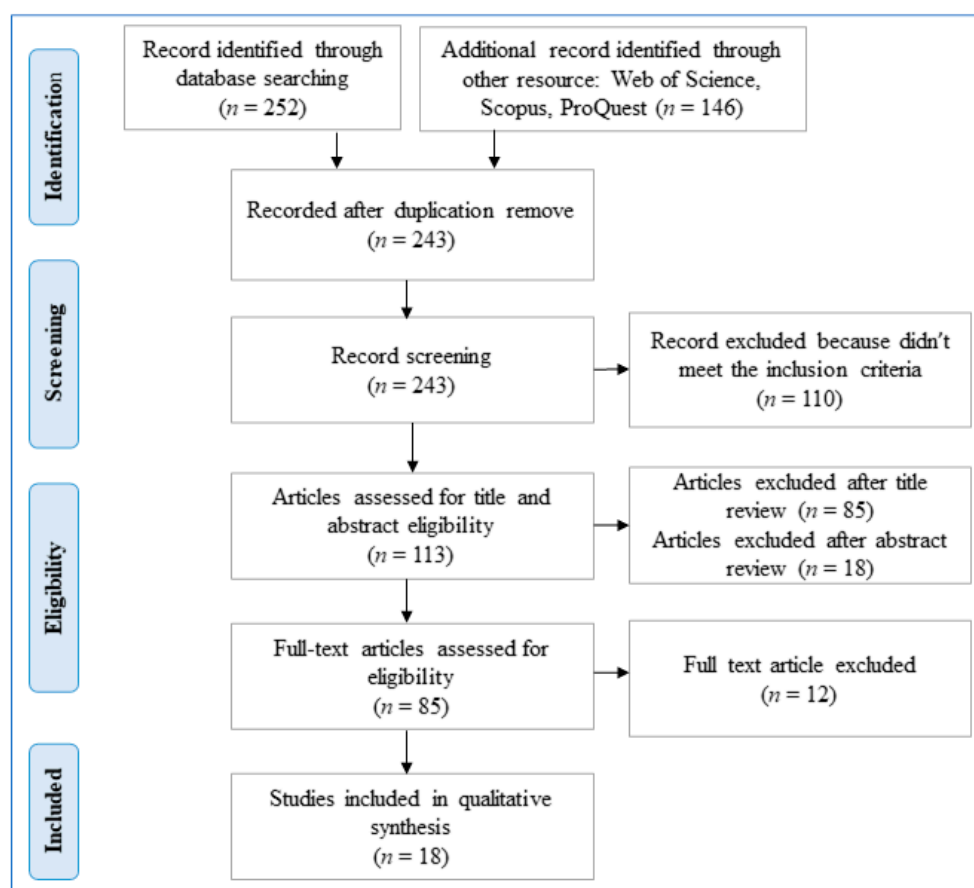 Identification
Record identified through
database searching
(n = 252)
Additional record identified through
other resource: Web of Science,
Scopus, ProQuest (n = 146)
Recorded after duplication remove
(n = 243)
Screening
Record screening
(n = 243)
Record excluded because didn't
meet the inclusion criteria
(n = 110)
Eligibility
Articles assessed for title and
abstract eligibility
(n = 113)
Articles excluded after title
review (n = 85)
Articles excluded after abstract
review (n = 18)
Full-text articles assessed for
eligibility
(n = 85)
Full text article excluded
(n = 12)
Included
Studies included in qualitative
synthesis
(n = 18)